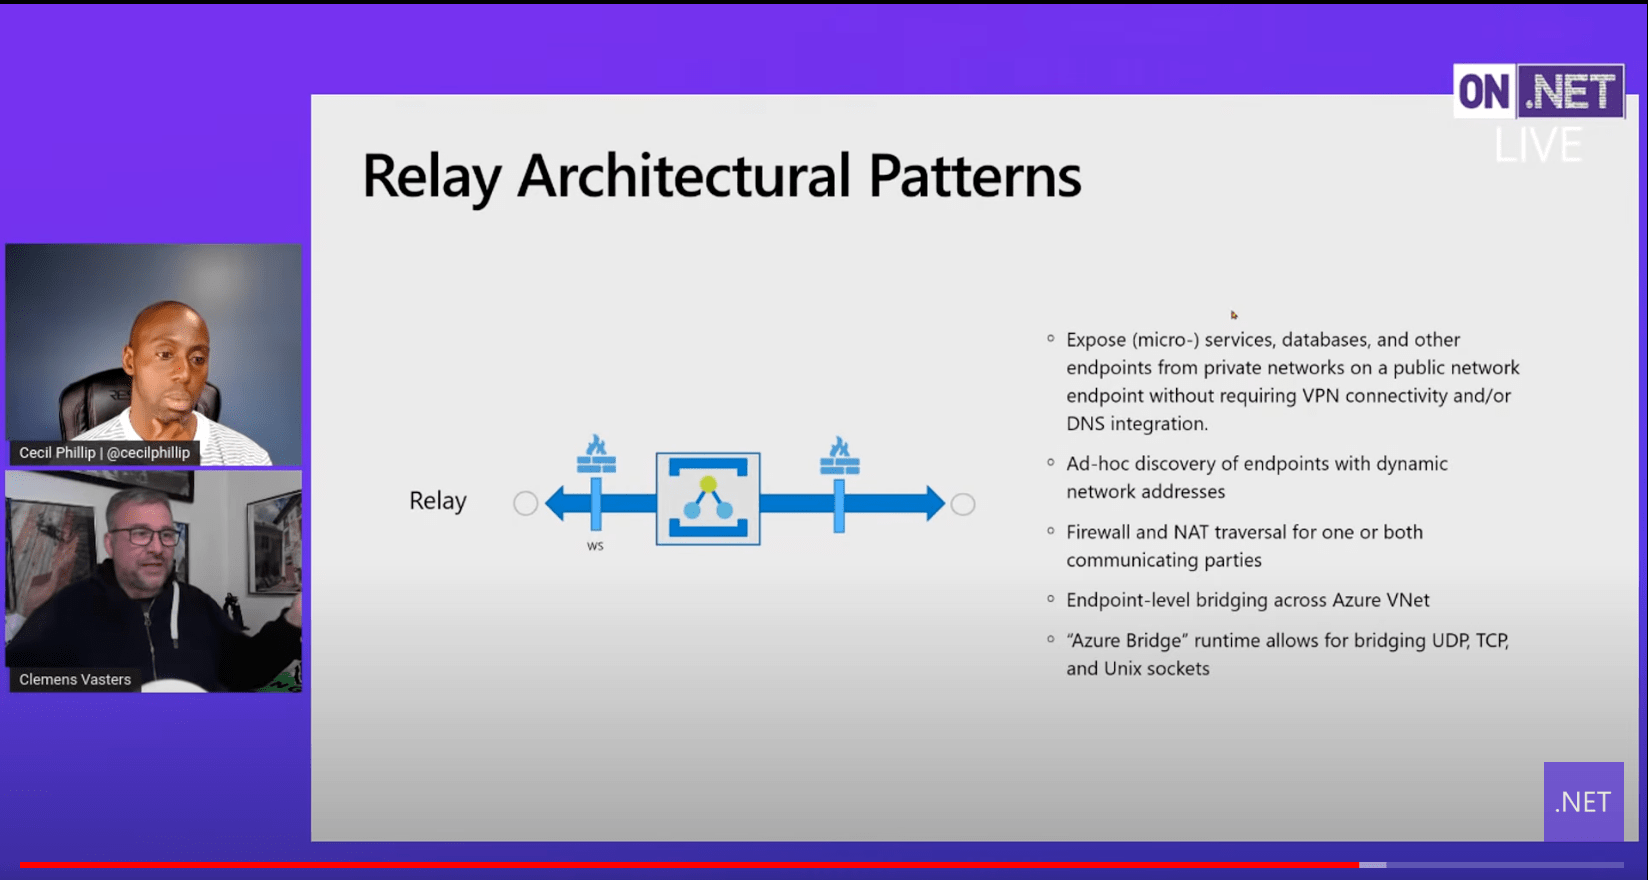 ON .NET
LIVE
Relay Architectural Patterns
Cecil Phillip | @cecilphillip
Clemens Vasters
Relay
ws
Expose (micro-) services, databases, and other
endpoints from private networks on a public network
endpoint without requiring VPN connectivity and/or
DNS integration.
Ad-hoc discovery of endpoints with dynamic
network addresses
Firewall and NAT traversal for one or both
communicating parties
Endpoint-level bridging across Azure VNet
“Azure Bridge” runtime allows for bridging UDP, TCP,
and Unix sockets
.NET